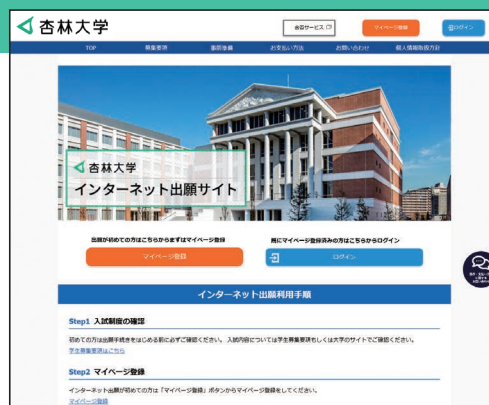 杏林大学
合否サービス
マイページ登録
ログイン
TOP
募集要項
事前準備
お支払い方法
お問い合わせ
個人情報取扱方針
杏林大学
インターネット出願サイト
出願が初めての方はこちらからまずはマイページ登録
既にマイページ登録済みの方はこちらからログイン
マイページ登録
ログイン
インターネット出願利用手順
Step1 入試制度の確認
初めての方は出願手続きをはじめる前に必ずご確認ください。 入試内容については学生募集要項もしくは大学のサイトでご確認ください。
学生募集要項はこちら
Step2 マイページ登録
インターネット出願が初めての方は「マイページ登録」ボタンからマイページ登録をしてください。
マイページ登録